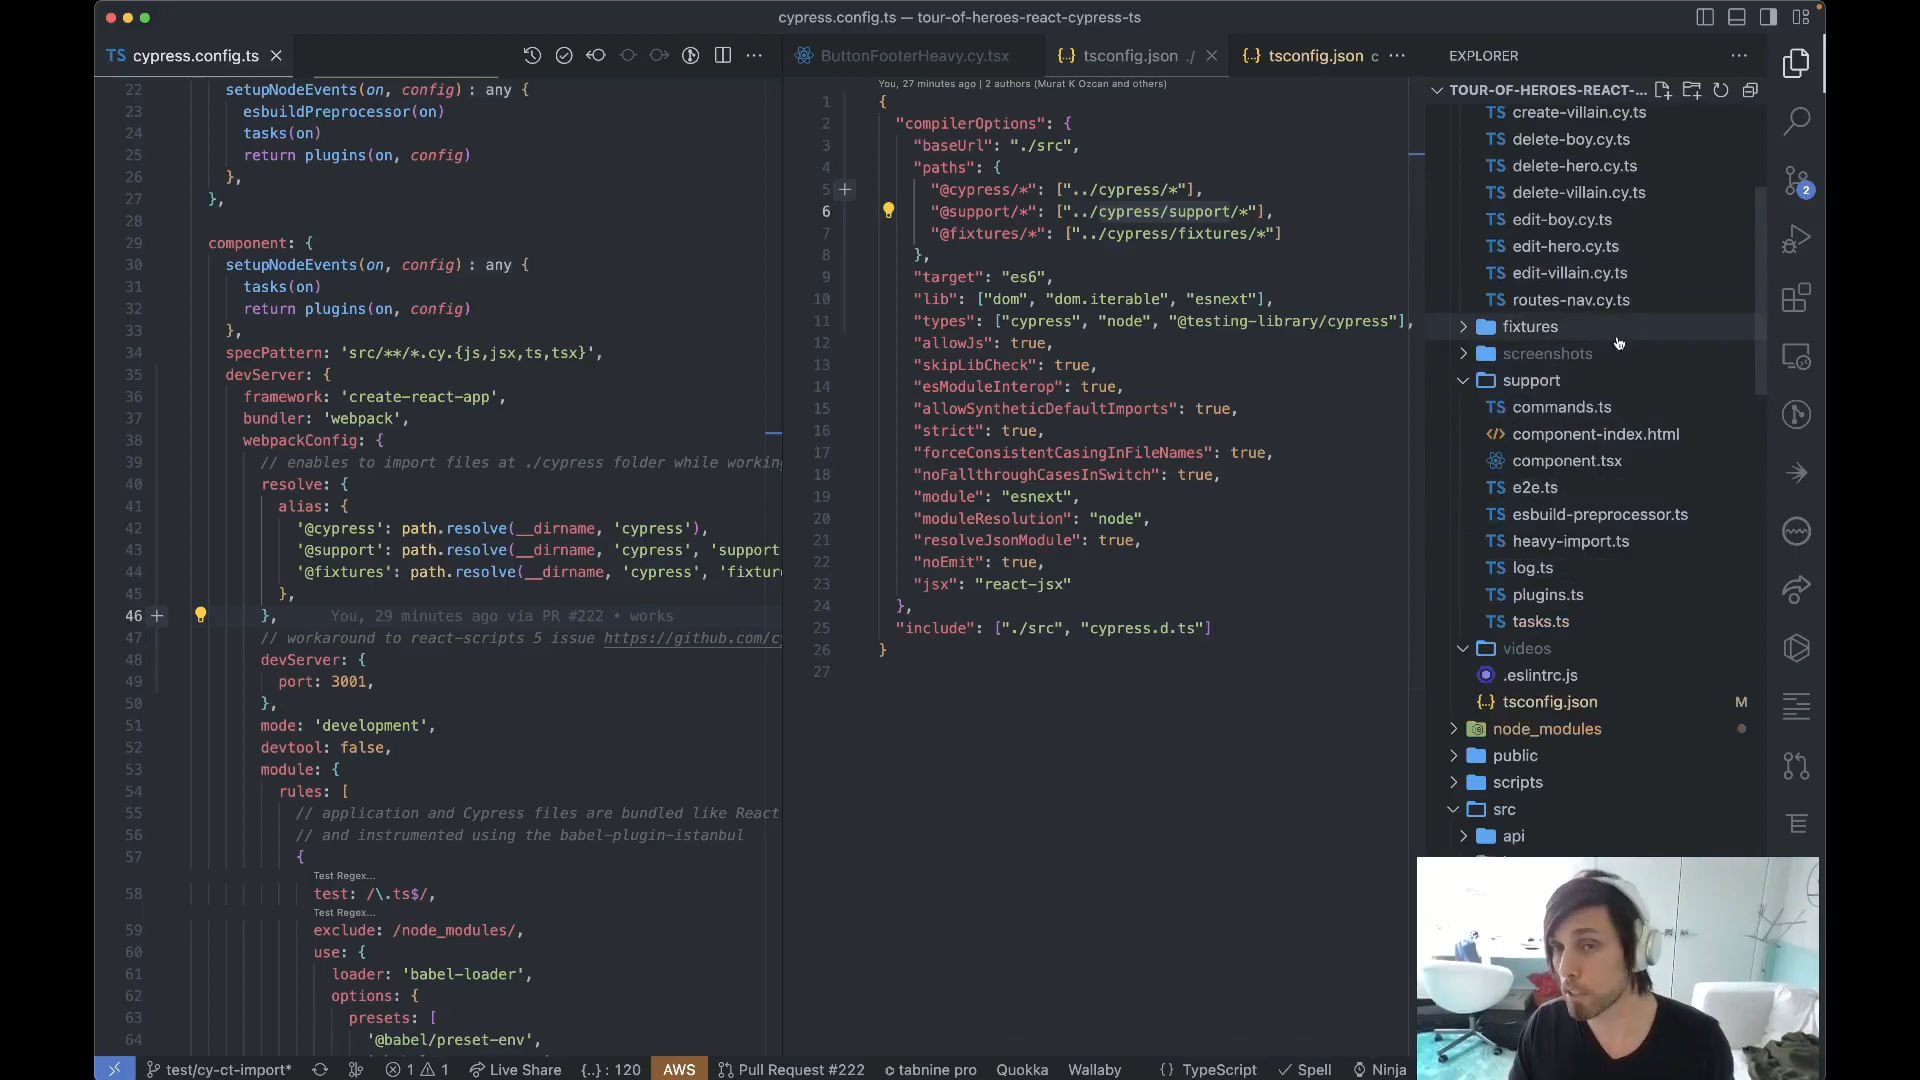 cypress.config.ts — tour-of-heroes-react-cypress-ts
TS cypress.config.ts
ButtonFooterHeavy.cy.tsx
{} tsconfig.json ./
{} tsconfig.json c
EXPLORER
22 setupNodeEvents(on, config): any {
23 esbuildPreprocessor(on)
24 tasks(on)
25 return plugins(on, config)
26 },
27 },
28
29 component: {
30 setupNodeEvents(on, config): any {
31 tasks(on)
32 return plugins(on, config)
33 },
34 specPattern: 'src/**/*.cy.{js,jsx,ts,tsx}',
35 devServer: {
36 framework: 'create-react-app',
37 bundler: 'webpack',
38 webpackConfig: {
39 // enables to import files at ./cypress folder while workin
40 resolve: {
41 alias: {
42 '@cypress': path.resolve(__dirname, 'cypress'),
43 '@support': path.resolve(__dirname, 'cypress', 'support
44 '@fixtures': path.resolve(__dirname, 'cypress', 'fixtur
45 },
46 }, You, 29 minutes ago via PR #222 • works
47 // workaround to react-scripts 5 issue https://github.com/c
48 devServer: {
49 port: 3001,
50 },
51 mode: 'development',
52 devtool: false,
53 module: {
54 rules: [
55 // application and Cypress files are bundled like React
56 // and instrumented using the babel-plugin-istanbul
57 {
Test Regex...
58 test: /\.ts$/,
Test Regex...
59 exclude: /node_modules/,
60 use: {
61 loader: 'babel-loader',
62 options: {
63 presets: [
64 '@babel/preset-env',
You, 27 minutes ago | 2 authors (Murat K Ozcan and others)
1 {
2 "compilerOptions": {
3 "baseUrl": "./src",
4 "paths": {
5 "@cypress/*": ["../cypress/*"],
6 "@support/*": ["../cypress/support/*"],
7 "@fixtures/*": ["../cypress/fixtures/*"]
8 },
9 "target": "es6",
10 "lib": ["dom", "dom.iterable", "esnext"],
11 "types": ["cypress", "node", "@testing-library/cypress"],
12 "allowJs": true,
13 "skipLibCheck": true,
14 "esModuleInterop": true,
15 "allowSyntheticDefaultImports": true,
16 "strict": true,
17 "forceConsistentCasingInFileNames": true,
18 "noFallthroughCasesInSwitch": true,
19 "module": "esnext",
20 "moduleResolution": "node",
21 "resolveJsonModule": true,
22 "noEmit": true,
23 "jsx": "react-jsx"
24 },
25 "include": ["./src", "cypress.d.ts"]
26 }
27
TOUR-OF-HEROES-REACT-...
TS create-villain.cy.ts
TS delete-boy.cy.ts
TS delete-hero.cy.ts
TS delete-villain.cy.ts
TS edit-boy.cy.ts
TS edit-hero.cy.ts
TS edit-villain.cy.ts
TS routes-nav.cy.ts
fixtures
screenshots
support
TS commands.ts
component-index.html
component.tsx
TS e2e.ts
TS esbuild-preprocessor.ts
TS heavy-import.ts
TS log.ts
TS plugins.ts
TS tasks.ts
videos
.eslintrc.js
{} tsconfig.json M
node_modules
public
scripts
src
api
2
test/cy-ct-import* 1 1 Live Share {..}: 120 AWS Pull Request #222 tabnine pro Quokka Wallaby {} TypeScript Spell Ninja